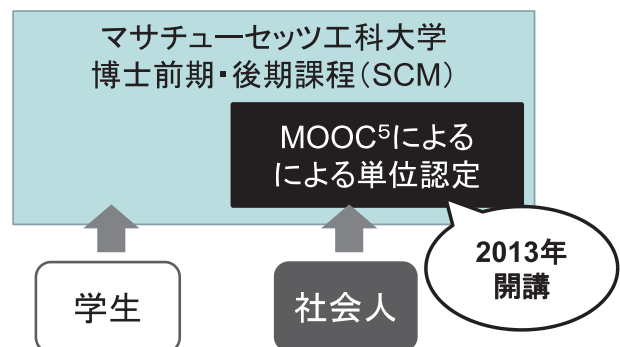 マサチューセッツ工科大学
博士前期・後期課程(SCM)
MOOC⁵による
による単位認定
2013年
開講
学生
社会人